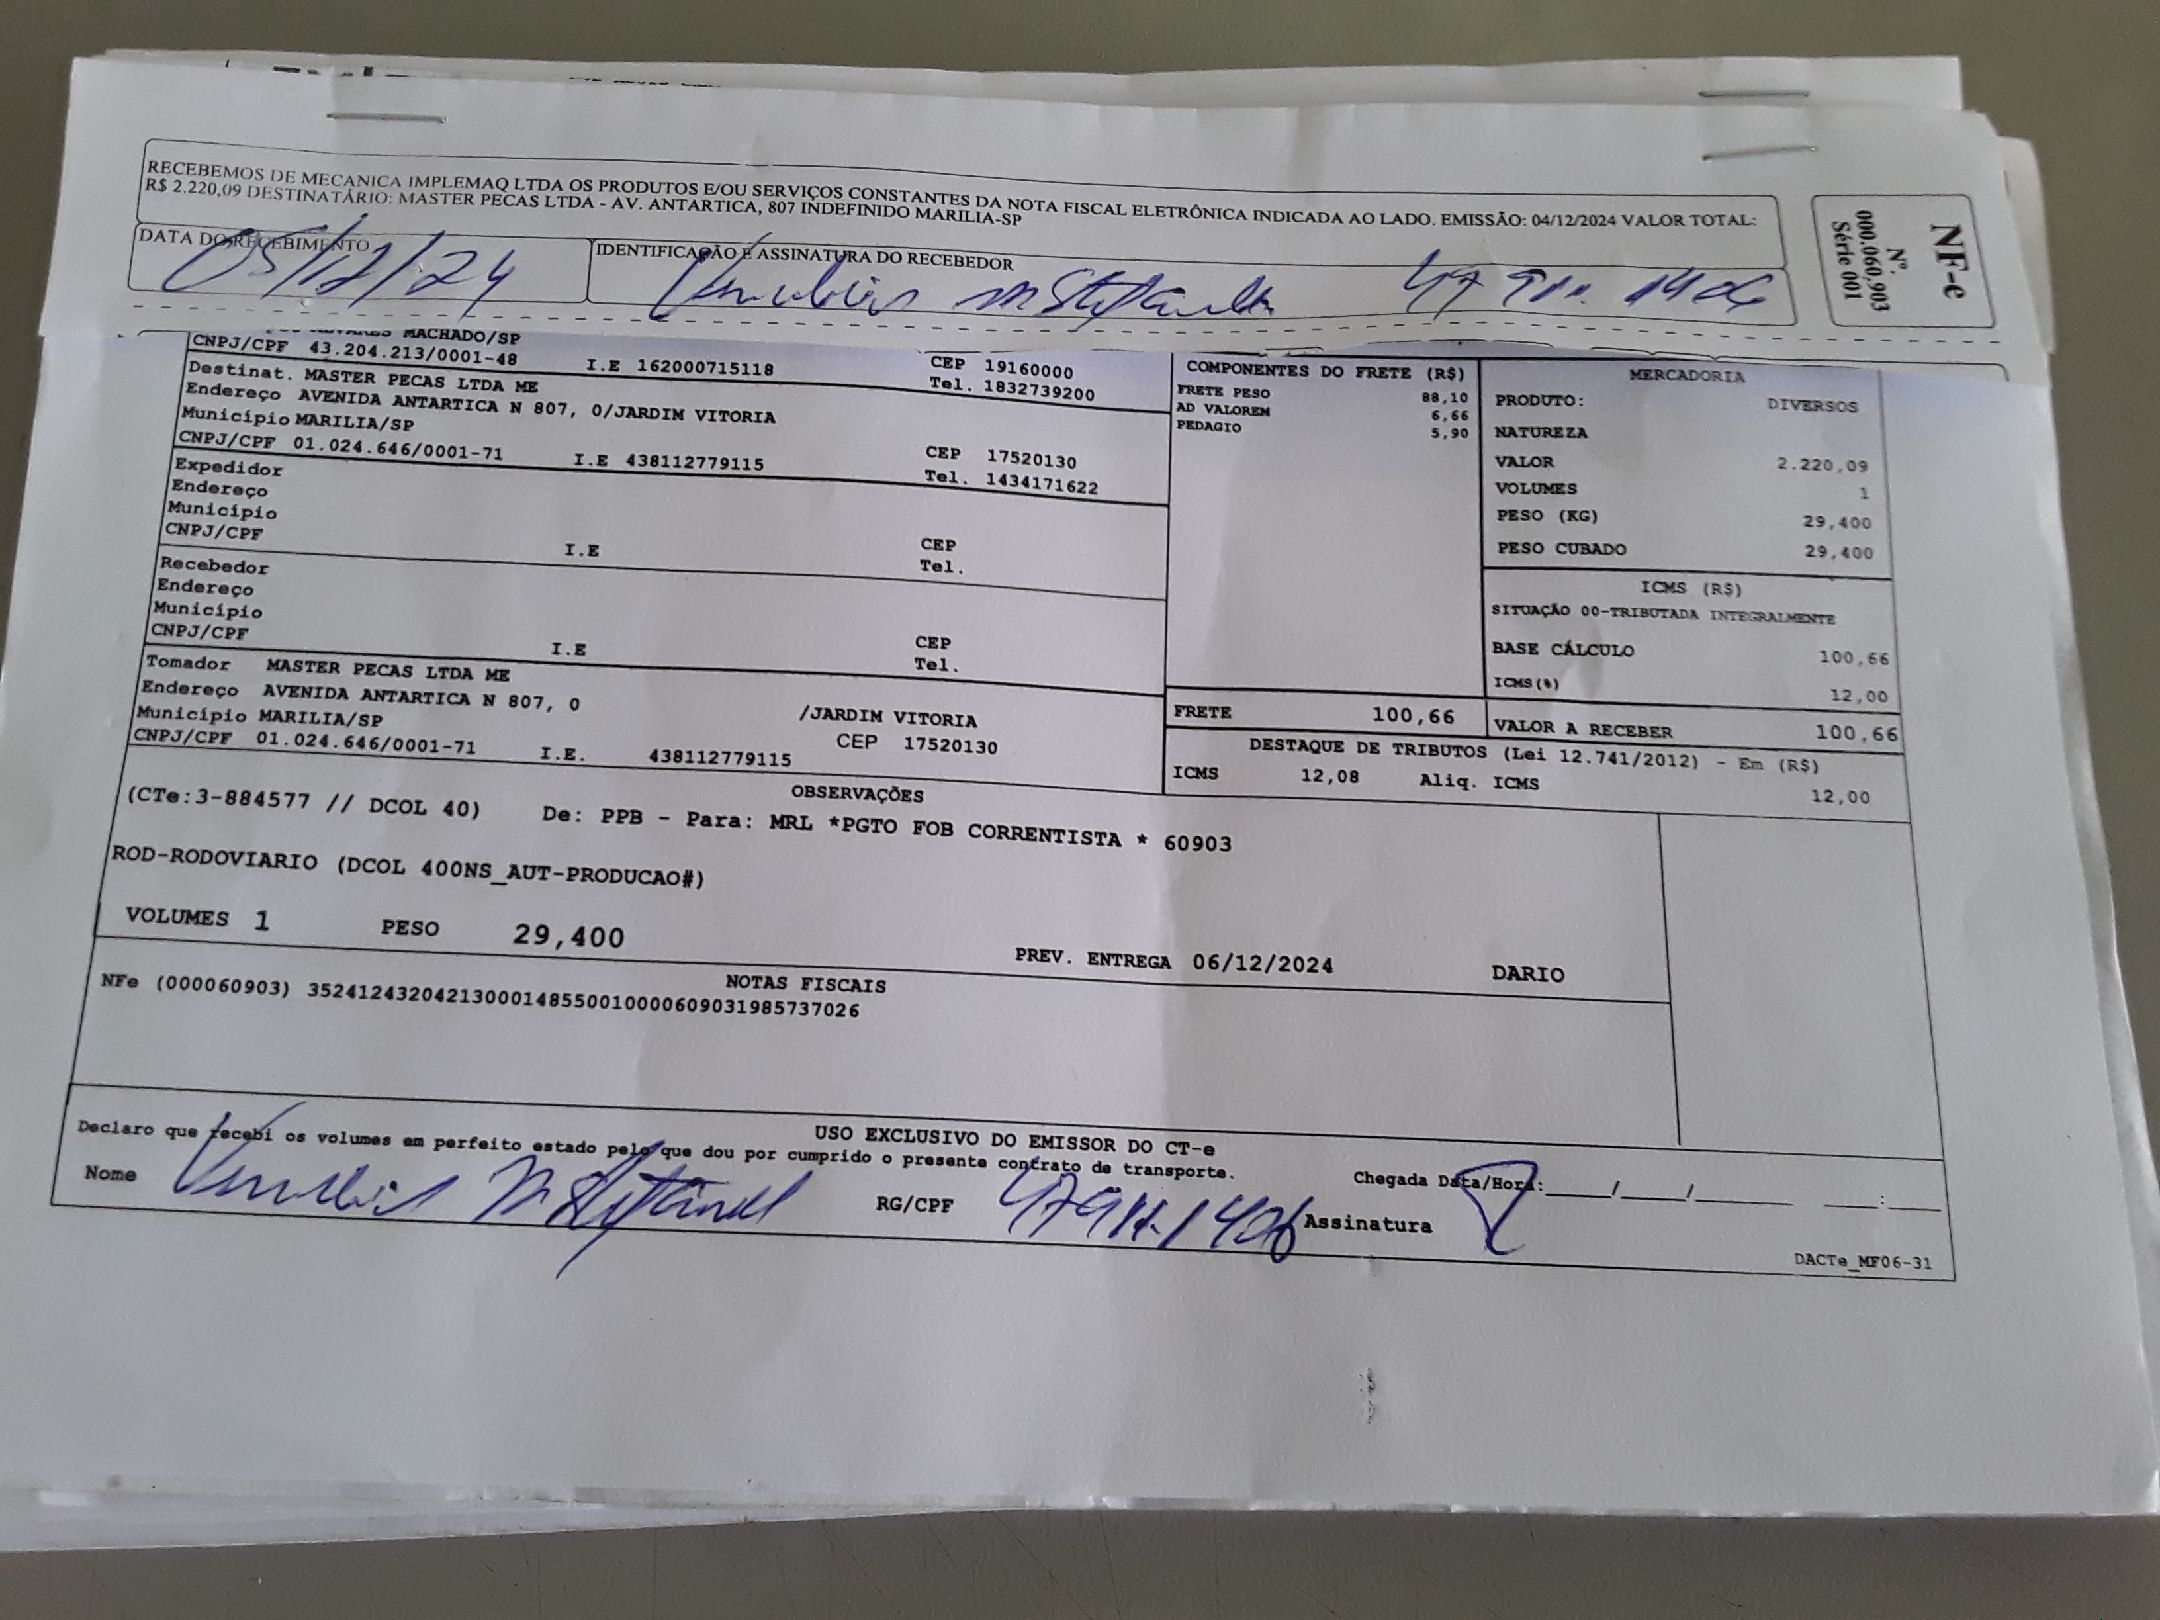 RECEBEMOS DE MECANICA IMPLEMAQ LTDA OS PRODUTOS E/OU SERVIÇOS CONSTANTES DA NOTA FISCAL ELETRÔNICA INDICADA AO LADO. EMISSÃO: 04/12/2024 VALOR TOTAL:
R$ 2.220,09 DESTINATÁRIO: MASTER PECAS LTDA - AV. ANTARTICA, 807 INDEFINIDO MARILIA-SP
DATA DO RECEBIMENTO
05/12/24
IDENTIFICAÇÃO E ASSINATURA DO RECEBEDOR
NF-e
Nº.
000.060.903
Série 001
MACHADO/SP
CNPJ/CPF 43.204.213/0001-48 I.E 162000715118 CEP 19160000
Tel. 1832739200
Destinat. MASTER PECAS LTDA ME
Endereço AVENIDA ANTARTICA N 807, 0/JARDIM VITORIA
Município MARILIA/SP CEP 17520130
CNPJ/CPF 01.024.646/0001-71 I.E 438112779115 Tel. 1434171622
Expedidor
Endereço
Município CEP
CNPJ/CPF I.E Tel.
Recebedor
Endereço
Município CEP
CNPJ/CPF I.E Tel.
Tomador MASTER PECAS LTDA ME
Endereço AVENIDA ANTARTICA N 807, 0 /JARDIM VITORIA
Município MARILIA/SP CEP 17520130
CNPJ/CPF 01.024.646/0001-71 I.E. 438112779115
COMPONENTES DO FRETE (R$)
FRETE PESO 88,10
AD VALOREM 6,66
PEDAGIO 5,90
FRETE 100,66
MERCADORIA
PRODUTO: DIVERSOS
NATUREZA
VALOR 2.220,09
VOLUMES 1
PESO (KG) 29,400
PESO CUBADO 29,400
ICMS (R$)
SITUAÇÃO 00-TRIBUTADA INTEGRALMENTE
BASE CÁLCULO 100,66
ICMS(%) 12,00
VALOR A RECEBER 100,66
DESTAQUE DE TRIBUTOS (Lei 12.741/2012) - Em (R$)
ICMS 12,08 Aliq. ICMS 12,00
OBSERVAÇÕES
(CTe:3-884577 // DCOL 40) De: PPB - Para: MRL *PGTO FOB CORRENTISTA * 60903
ROD-RODOVIARIO (DCOL 400NS_AUT-PRODUCAO#)
VOLUMES 1 PESO 29,400 PREV. ENTREGA 06/12/2024 DARIO
NOTAS FISCAIS
NFe (000060903) 35241243204213000148550010000609031985737026
USO EXCLUSIVO DO EMISSOR DO CT-e
Declaro que recebi os volumes em perfeito estado pelo que dou por cumprido o presente contrato de transporte.
Chegada Data/Hora:_____/_____/_______ ____:____
Nome RG/CPF Assinatura
DACTe_MF06-31